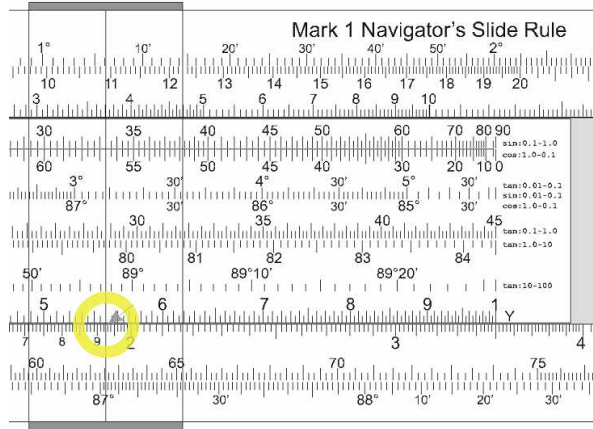 Mark 1 Navigator's Slide Rule
1° 10' 20' 30' 40' 50' 2°
10 11 12 13 14 15 16 17 18 19 20
3 4 5 6 7 8 9 10
30 35 40 45 50 60 70 80 90 sin:0.1-1.0
60 55 50 45 40 30 20 10 0 cos:1.0-0.1
3° 30' 4° 30' 5° 30' tan:0.01-0.1
sin:0.01-0.1
87° 30' 86° 30' 85° 30' cos:1.0-0.1
30 35 40 45 tan:0.1-1.0
tan:1.0-10
80 81 82 83 84
50' 89° 89°10' 89°20' tan:10-100
5 6 7 8 9 1 Y
7 8 9 2 3 4
60 65 70 75
87° 30' 88° 10' 20' 30'